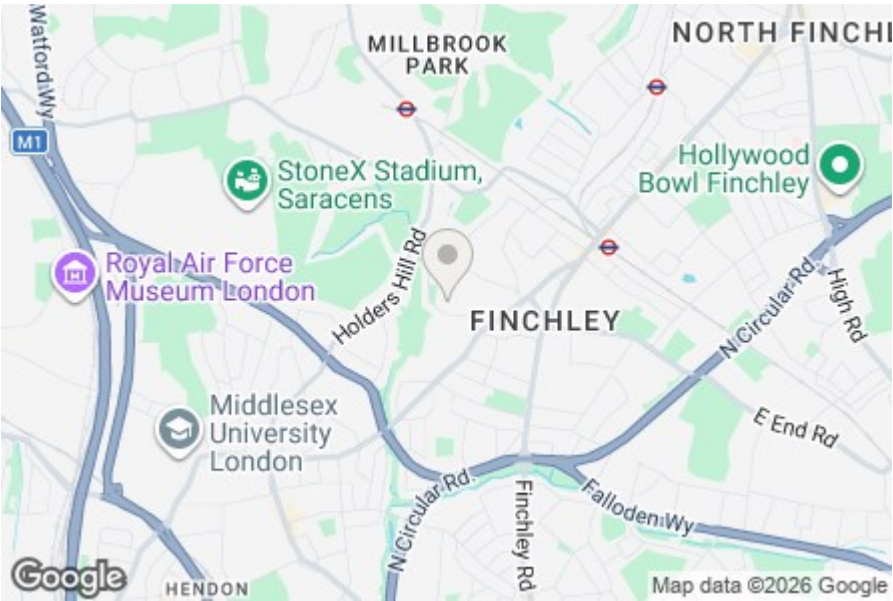 Watford Wy
MILLBROOK
PARK
NORTH FINCHL
M1
StoneX Stadium,
Saracens
Hollywood
Bowl Finchley
Royal Air Force
Museum London
Holders Hill Rd
FINCHLEY
N Circular Rd.
High Rd
Middlesex
University
London
E End Rd
N Circular Rd.
Finchley Rd
Falloden Wy
Google
HENDON
Map data ©2026 Google